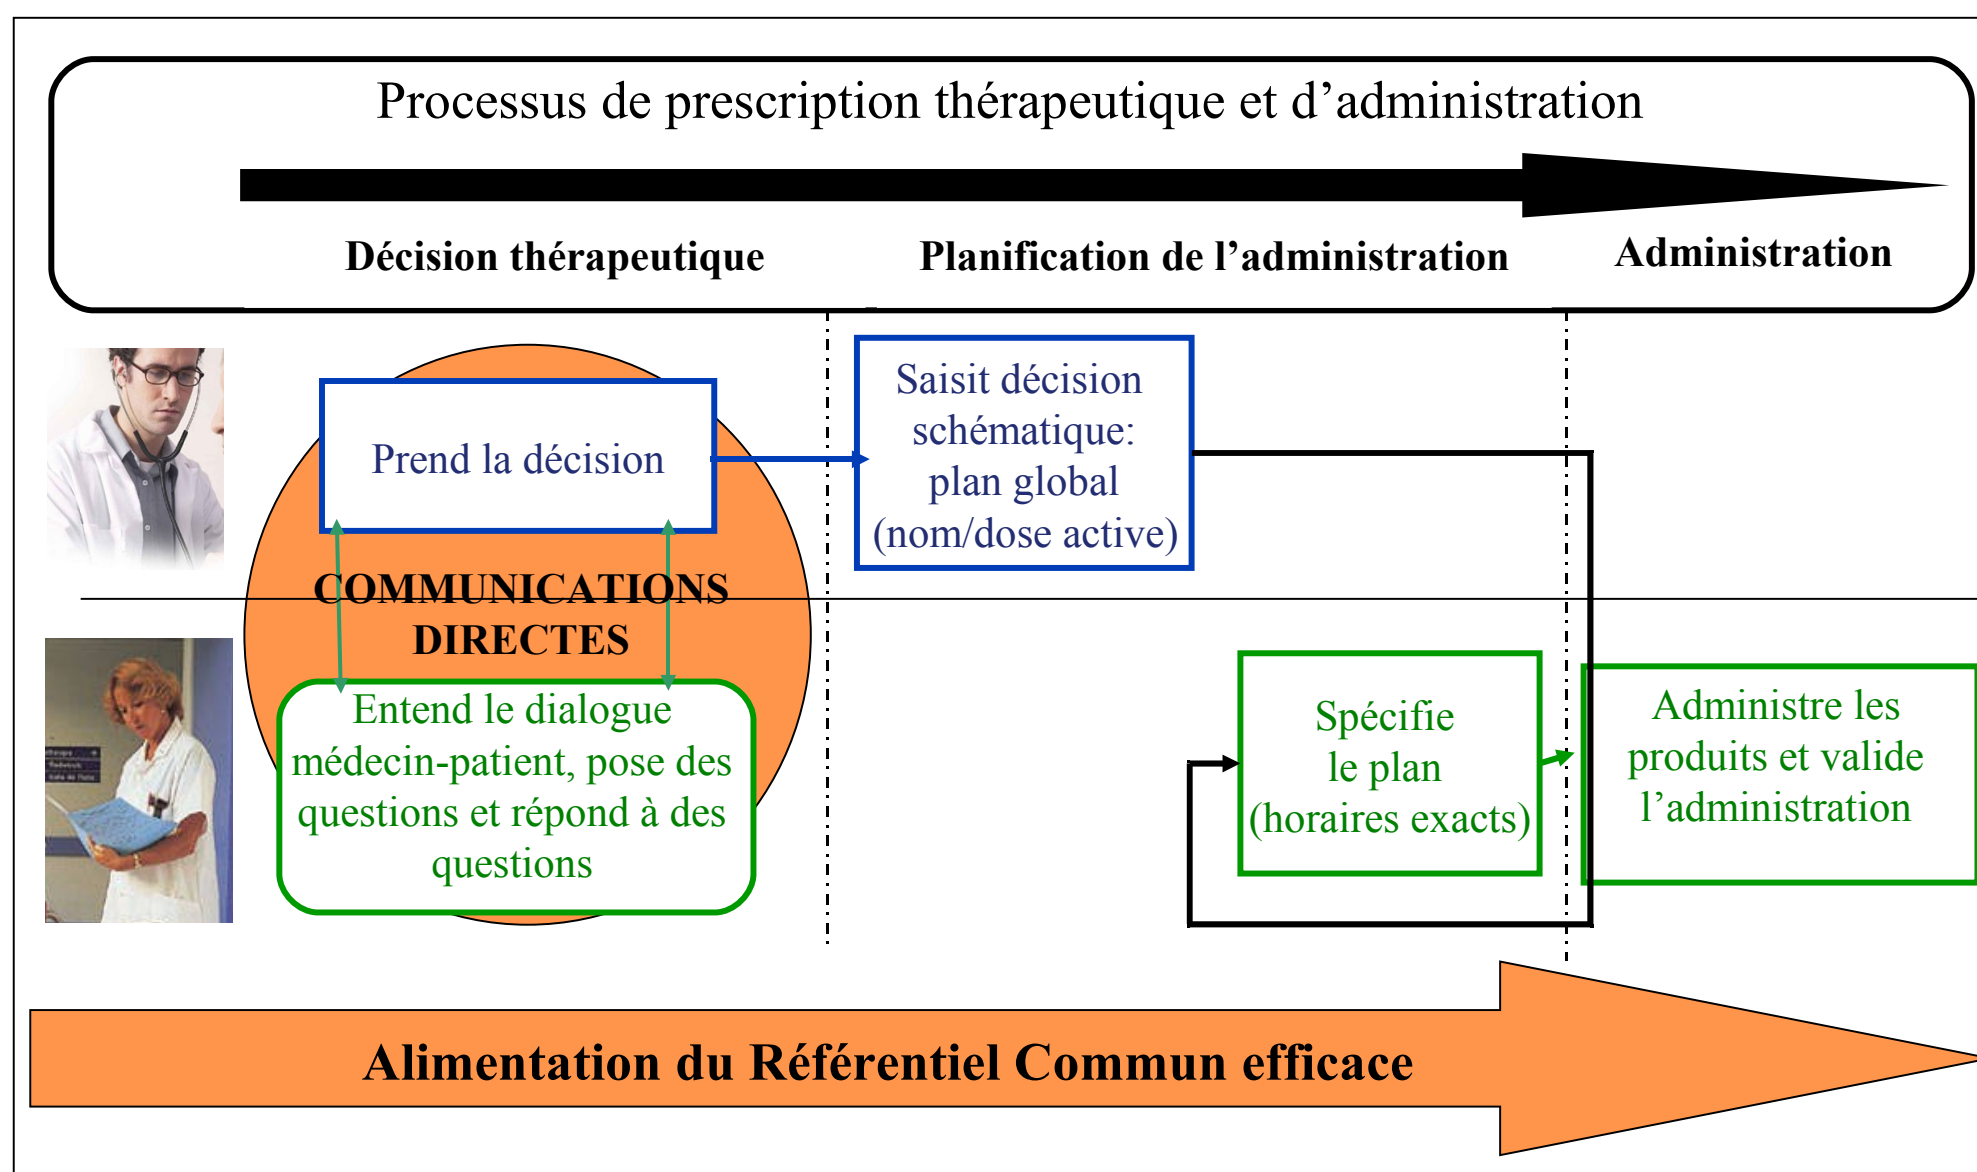 Processus de prescription thérapeutique et d’administration
Décision thérapeutique
Planification de l’administration
Administration
Prend la décision
Saisit décision
schématique:
plan global
(nom/dose active)
COMMUNICATIONS
DIRECTES
Entend le dialogue
médecin-patient, pose des
questions et répond à des
questions
Spécifie
le plan
(horaires exacts)
Administre les
produits et valide
l’administration
Alimentation du Référentiel Commun efficace